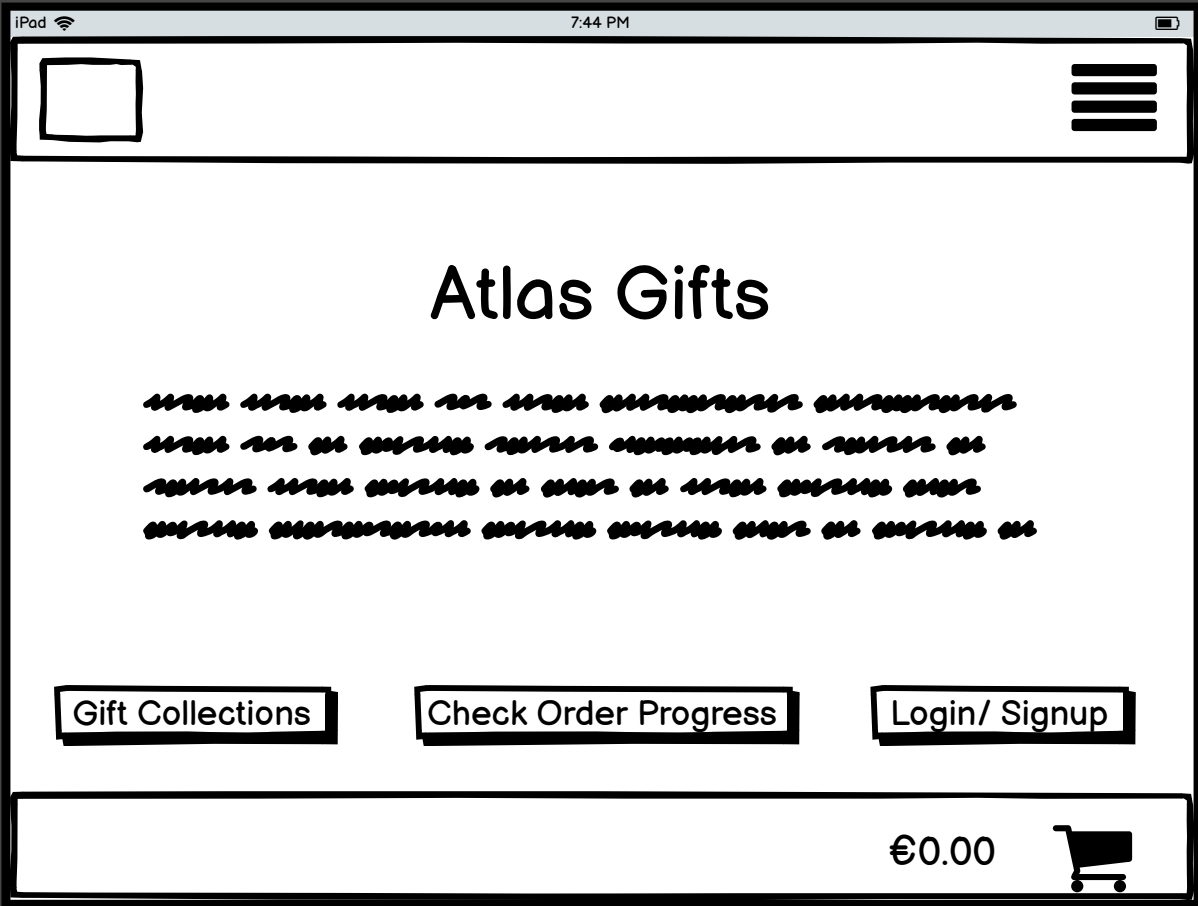 iPad 7:44 PM
Atlas Gifts
Gift Collections Check Order Progress Login/ Signup
€0.00